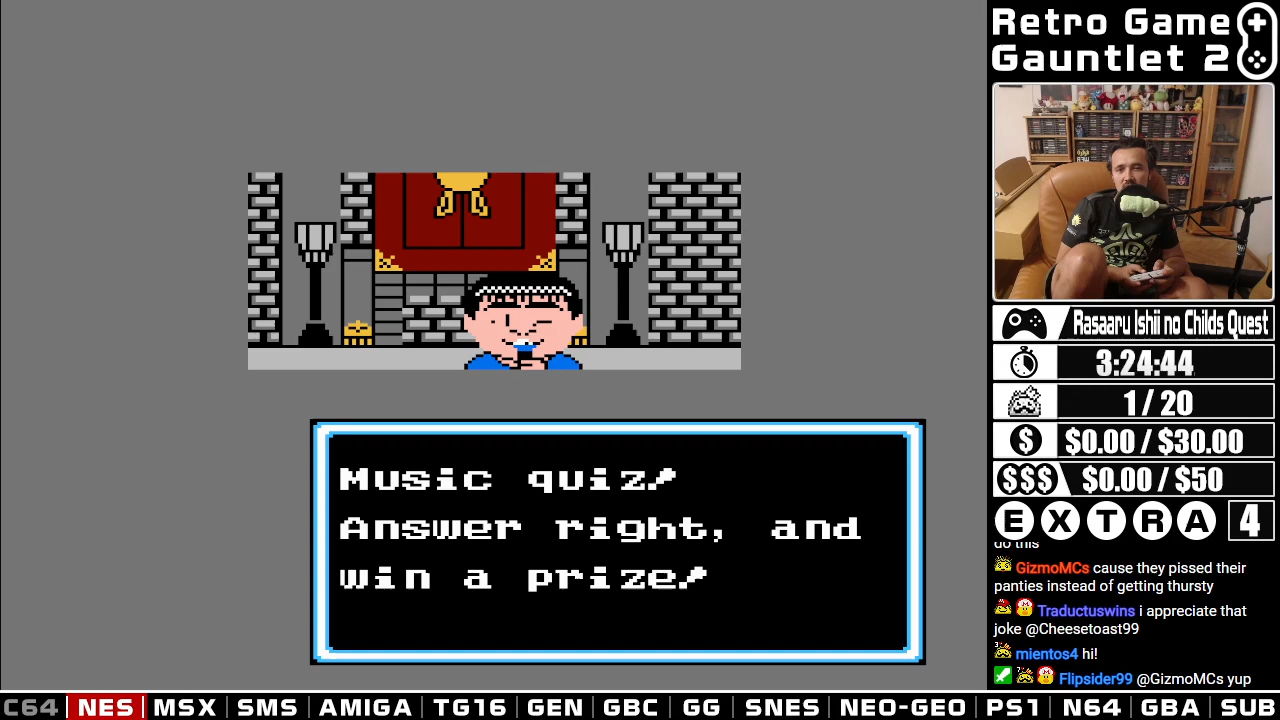 Retro Game
Gauntlet 2
Music quiz!
Answer right, and
win a prize!
Rasaaru Ishii no Childs Quest
3:24:44
1 / 20
$ $0.00 / $30.00
$$$ $0.00 / $50
EXTRA 4
do this
GizmoMCs cause they pissed their
panties instead of getting thursty
Traductuswins i appreciate that
joke @Cheesetoast99
mientos4 hi!
Flipsider99 @GizmoMCs yup
C64 | NES | MSX | SMS | AMIGA | TG16 | GEN | GBC | GG | SNES | NEO-GEO | PS1 | N64 | GBA | SUB